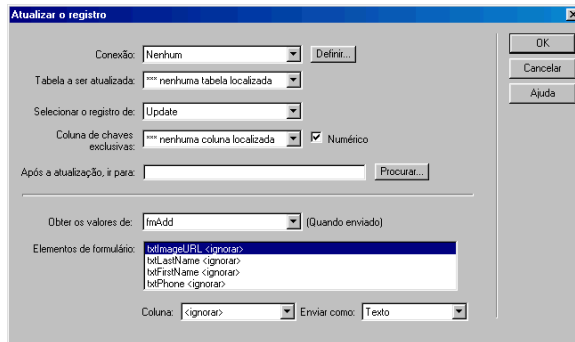 Atualizar o registro
Conexão: Nenhum Definir... OK
Tabela a ser atualizada: *** nenhuma tabela localizada Cancelar
Ajuda
Selecionar o registro de: Update
Coluna de chaves exclusivas: *** nenhuma coluna localizada Numérico
Após a atualização, ir para: Procurar...
Obter os valores de: fmAdd (Quando enviado)
Elementos de formulário: txtImageURL <ignorar>
txtLastName <ignorar>
txtFirstName <ignorar>
txtPhone <ignorar>
Coluna: <ignorar> Enviar como: Texto